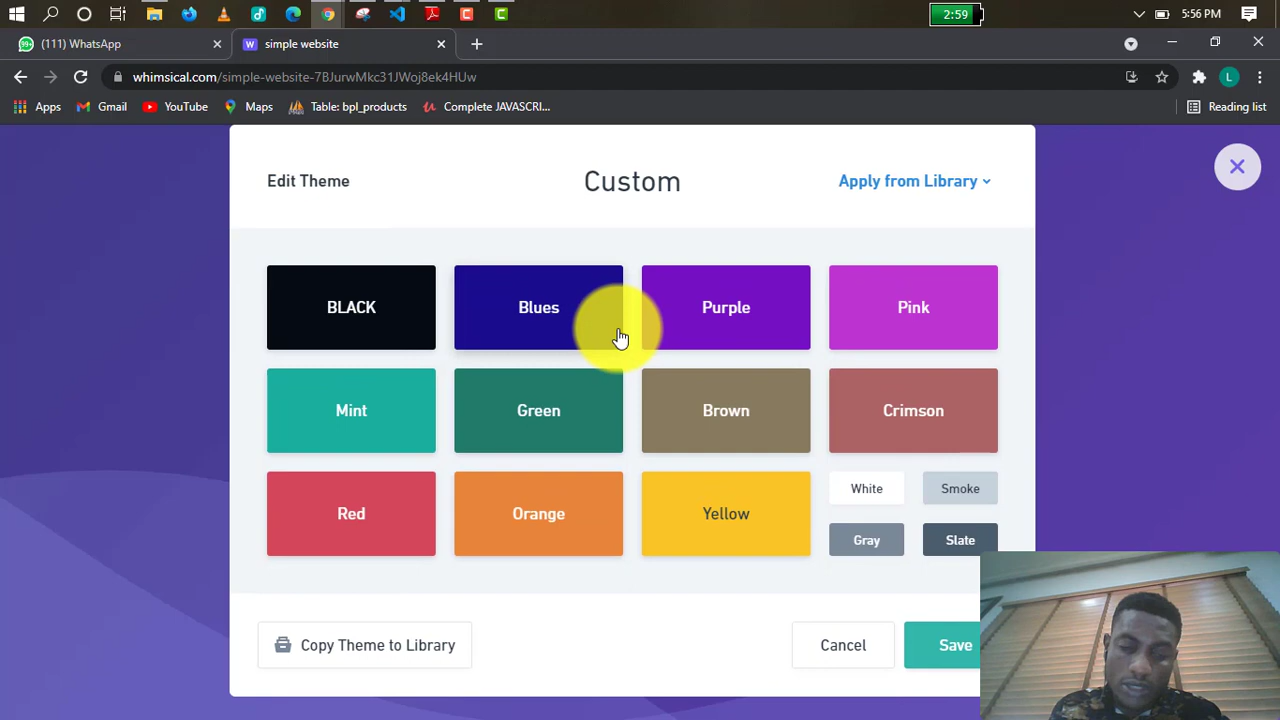 2:59
5:56 PM
99+
(111) WhatsApp
simple website
whimsical.com/simple-website-7BJurwMkc31JWoj8ek4HUw
L
Apps
Gmail
YouTube
Maps
Table: bpl_products
Complete JAVASCRI...
Reading list
Edit Theme
Custom
Apply from Library
BLACK
Blues
Purple
Pink
Mint
Green
Brown
Crimson
Red
Orange
Yellow
White
Smoke
Gray
Slate
Copy Theme to Library
Cancel
Save